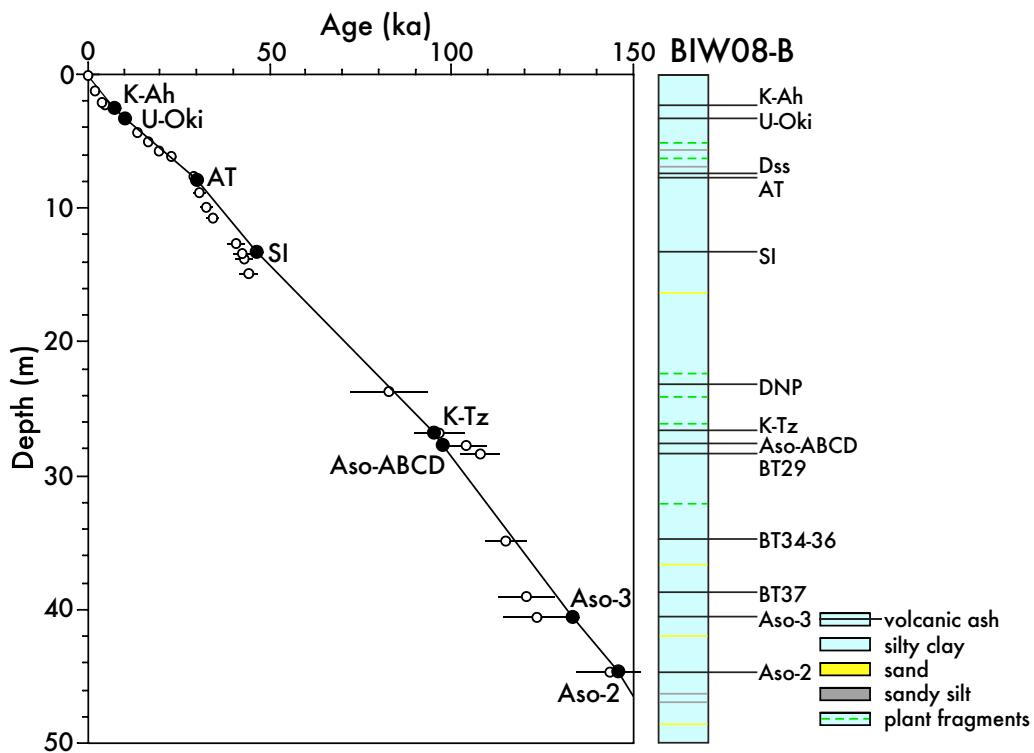 Age (ka)
0
50
100
150
BIW08-B
Depth (m)
0
10
20
30
40
50
K-Ah
U-Oki
AT
SI
K-Tz
Aso-ABCD
Aso-3
Aso-2
K-Ah
U-Oki
Dss
AT
SI
DNP
K-Tz
Aso-ABCD
BT29
BT34-36
BT37
Aso-3
Aso-2
volcanic ash
silty clay
sand
sandy silt
plant fragments